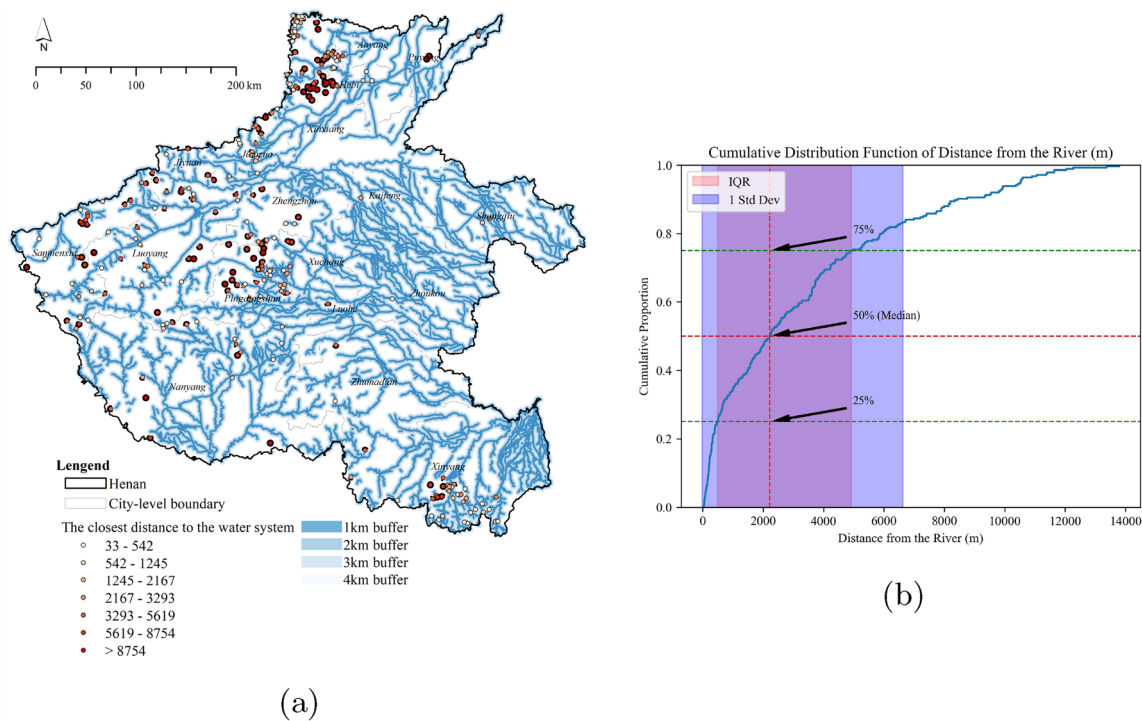 N
0 50 100 200 km
Anyang
Puyang
Hebi
Xinxiang
Jiyuan
Jiaozuo
Zhengzhou
Kaifeng
Shangqiu
Sanmenxia
Luoyang
Xuchang
Pingdingshan
Luohe
Zhoukou
Nanyang
Zhumadian
Xinyang
Lengend
Henan
City-level boundary
The closest distance to the water system
33 - 542
542 - 1245
1245 - 2167
2167 - 3293
3293 - 5619
5619 - 8754
> 8754
1km buffer
2km buffer
3km buffer
4km buffer
(a)
Cumulative Distribution Function of Distance from the River (m)
IQR
1 Std Dev
75%
50% (Median)
25%
Cumulative Proportion
1.0
0.8
0.6
0.4
0.2
0.0
0 2000 4000 6000 8000 10000 12000 14000
Distance from the River (m)
(b)